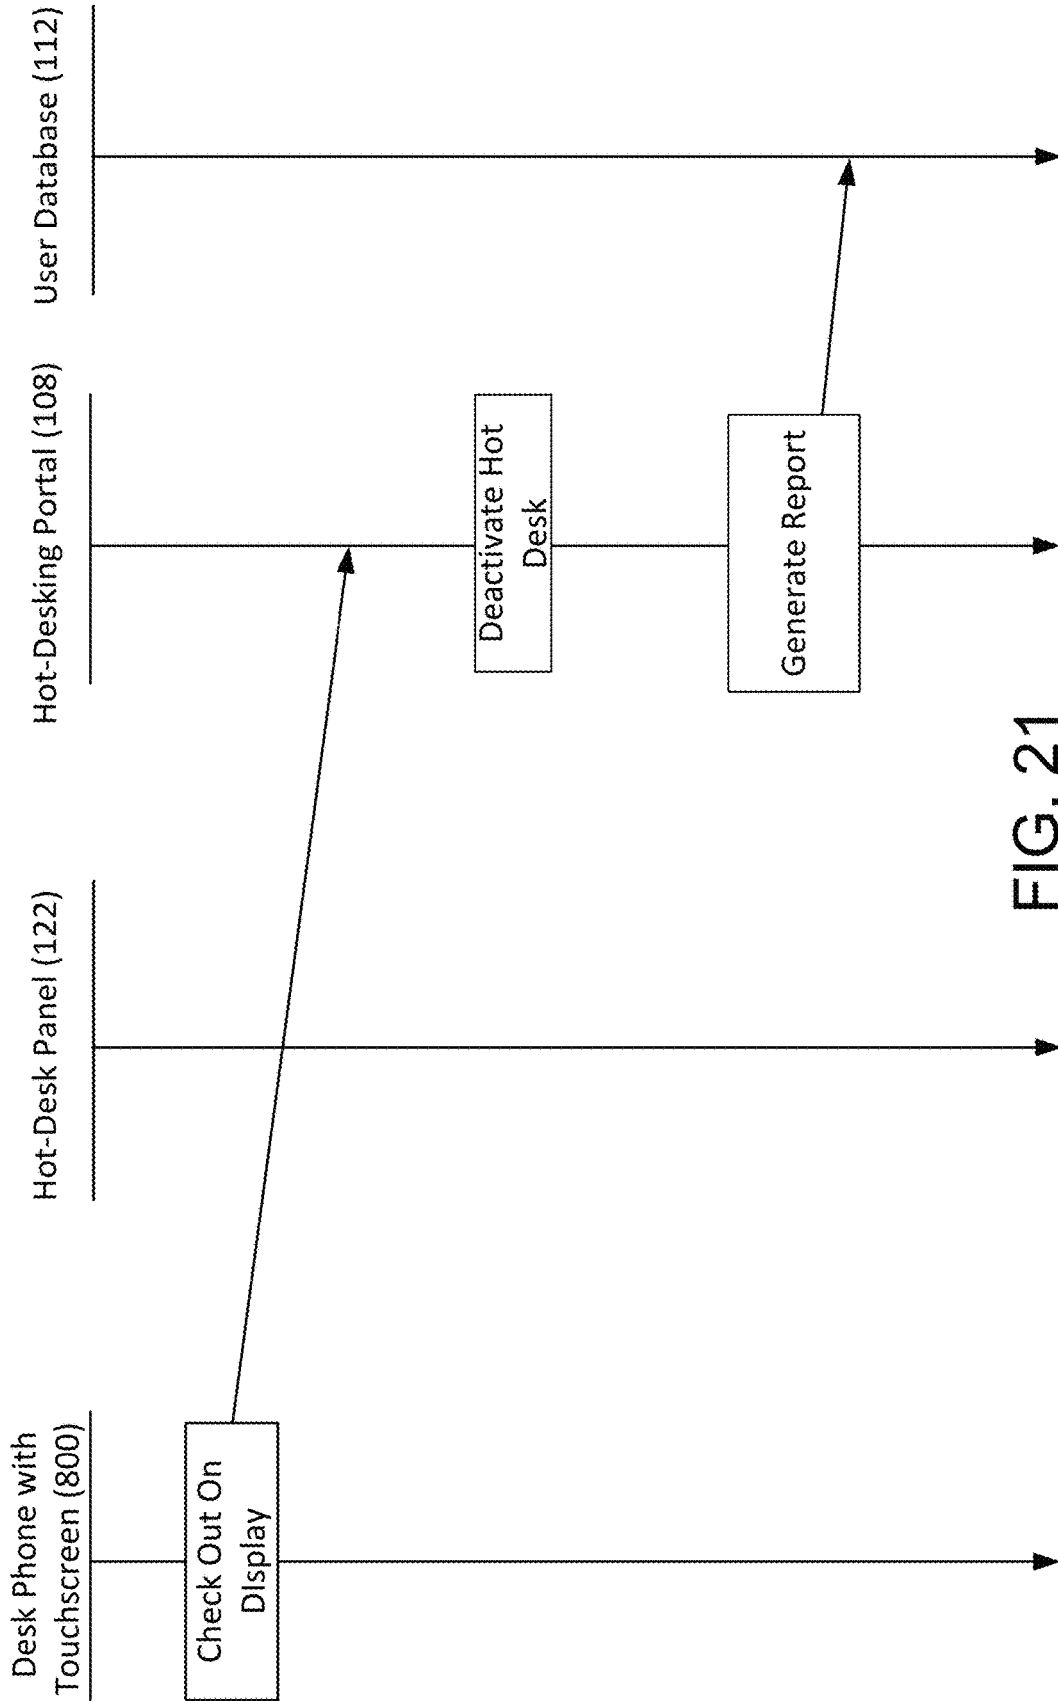 Desk Phone with
Touchscreen (800)
Hot-Desk Panel (122)
Hot-Desking Portal (108)
User Database (112)
Check Out On
DIsplay
Deactivate Hot
Desk
Generate Report
FIG. 21